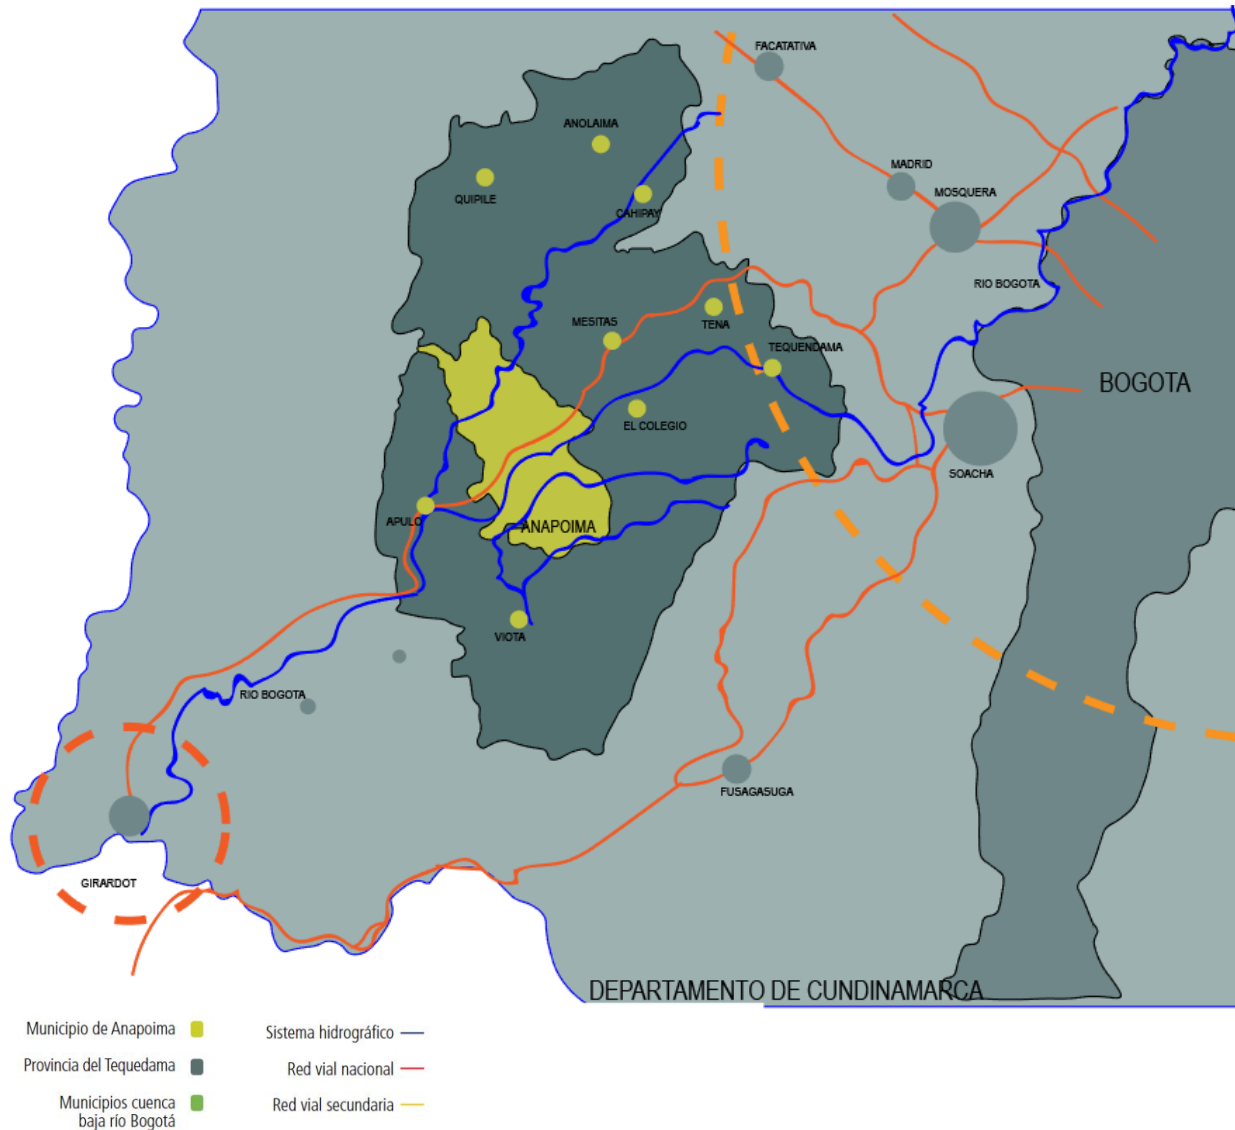 FACATATIVA
ANOLAIMA
MADRID
QUIPILE
MOSQUERA
CAHIPAY
RIO BOGOTA
MESITAS
TENA
TEQUENDAMA
BOGOTA
EL COLEGIO
SOACHA
APULO
ANAPOIMA
VIOTA
RIO BOGOTA
FUSAGASUGA
GIRARDOT
DEPARTAMENTO DE CUNDINAMARCA
Municipio de Anapoima
Provincia del Tequedama
Municipios cuenca
baja río Bogotá
Sistema hidrográfico
Red vial nacional
Red vial secundaria